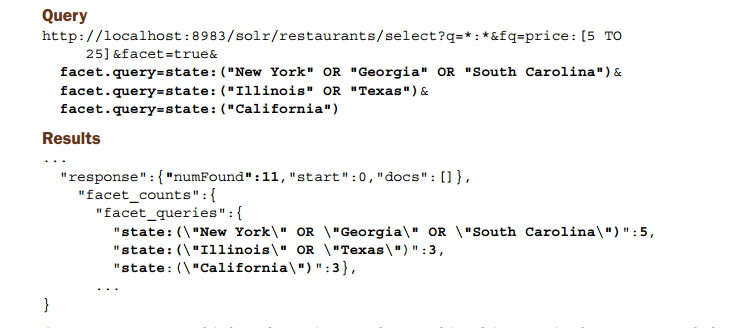 Query
http://localhost:8983/solr/restaurants/select?q=*:*&fq=price:[5 TO
25]&facet=true&
facet.query=state:("New York" OR "Georgia" OR "South Carolina")&
facet.query=state:("Illinois" OR "Texas")&
facet.query=state:("California")
Results
...
"response":{"numFound":11,"start":0,"docs":[]},
"facet_counts":{
"facet_queries":{
"state:(\"New York\" OR \"Georgia\" OR \"South Carolina\")":5,
"state:(\"Illinois\" OR \"Texas\")":3,
"state:(\"California\")":3},
...
}